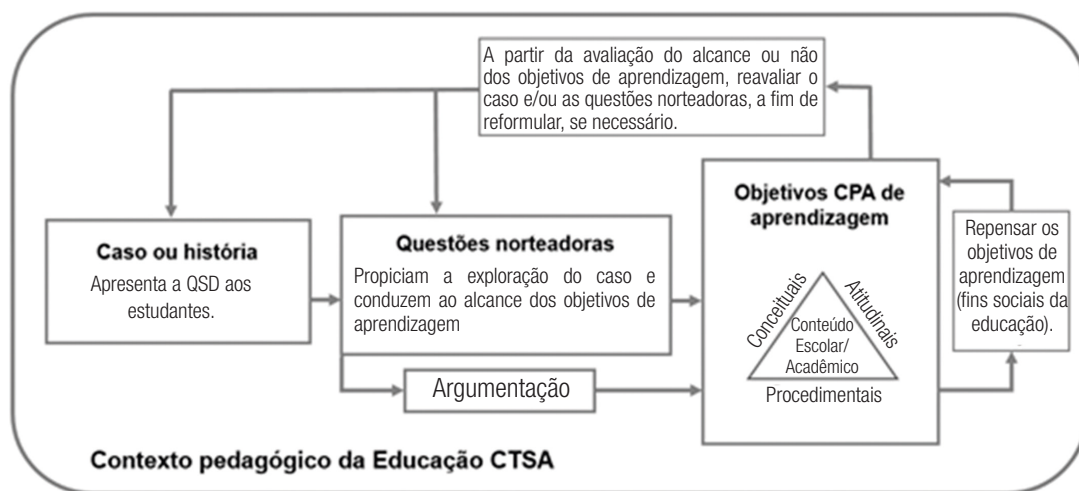 A partir da avaliação do alcance ou não
dos objetivos de aprendizagem, reavaliar o
caso e/ou as questões norteadoras, a fim de
reformular, se necessário.
Caso ou história
Apresenta a QSD aos
estudantes.
Questões norteadoras
Propiciam a exploração do caso e
conduzem ao alcance dos objetivos de
aprendizagem
Argumentação
Objetivos CPA de
aprendizagem
Conceituais
Atitudinais
Conteúdo
Escolar/
Acadêmico
Procedimentais
Repensar os
objetivos de
aprendizagem
(fins sociais da
educação).
Contexto pedagógico da Educação CTSA